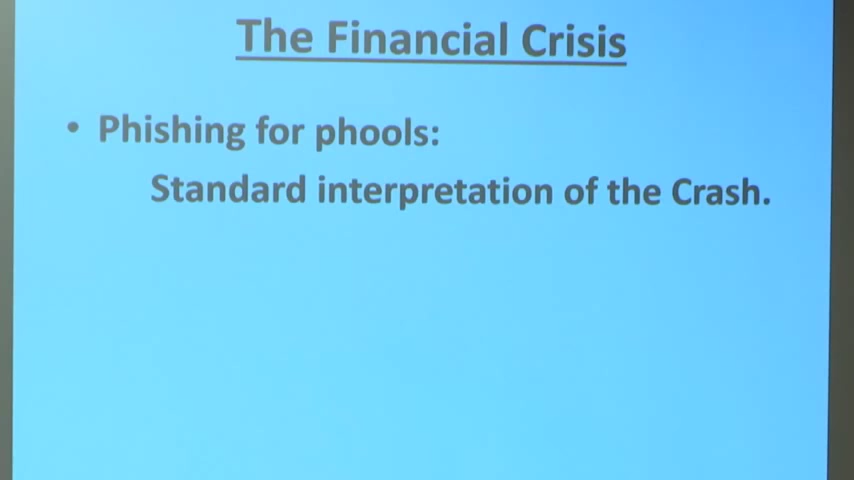 The Financial Crisis
• Phishing for phools:
Standard interpretation of the Crash.